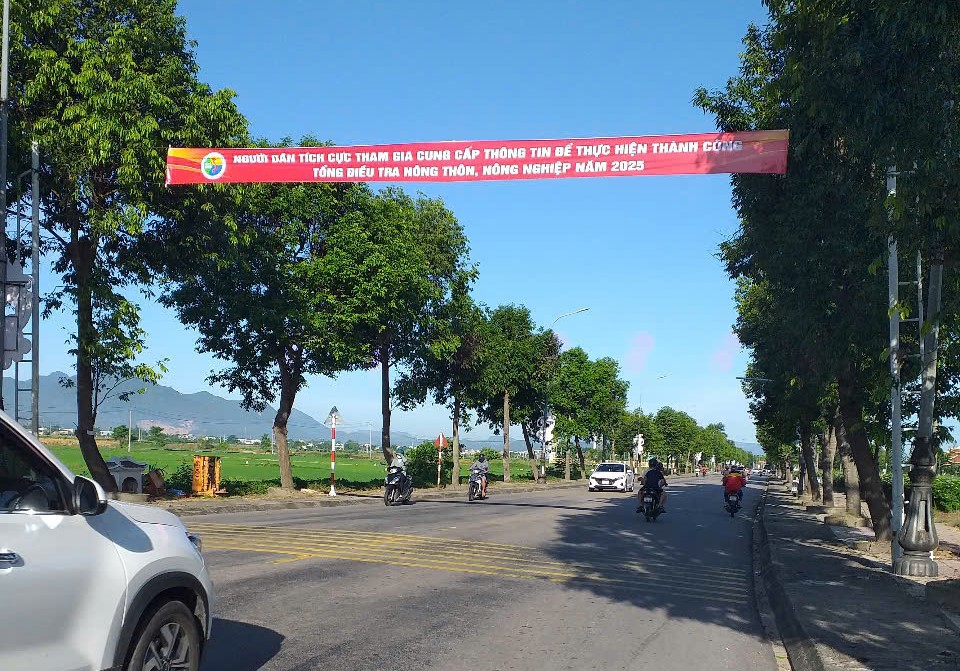 NGƯỜI DÂN TÍCH CỰC THAM GIA CUNG CẤP THÔNG TIN ĐỂ THỰC HIỆN THÀNH CÔNG
TỔNG ĐIỀU TRA NÔNG THÔN, NÔNG NGHIỆP NĂM 2025